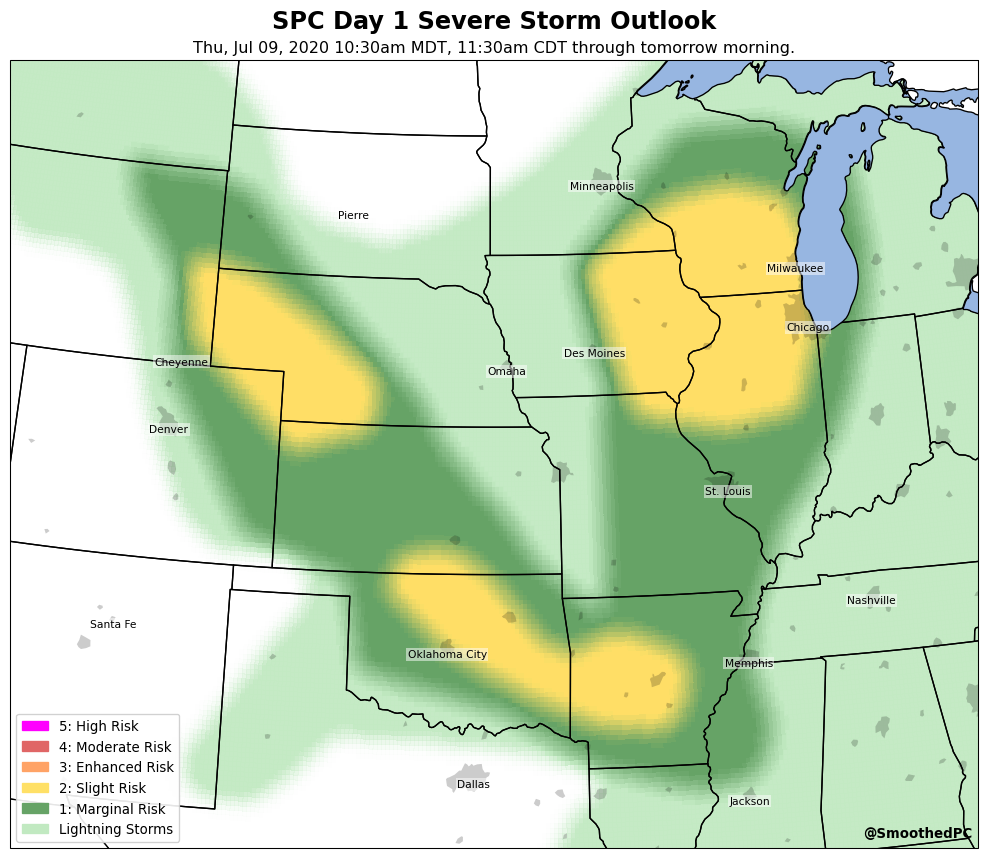 SPC Day 1 Severe Storm Outlook
Thu, Jul 09, 2020 10:30am MDT, 11:30am CDT through tomorrow morning.
Minneapolis
Pierre
Milwaukee
Chicago
Des Moines
Cheyenne
Omaha
Denver
St. Louis
Nashville
Santa Fe
Oklahoma City
Memphis
Dallas
Jackson
5: High Risk
4: Moderate Risk
3: Enhanced Risk
2: Slight Risk
1: Marginal Risk
Lightning Storms
@SmoothedPC